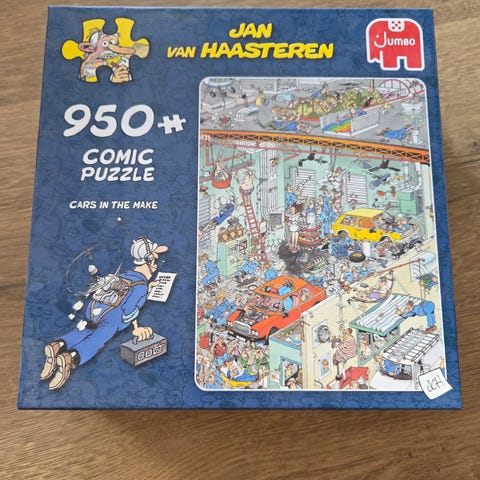 JAN
VAN HAASTEREN
Jumbo
950
COMIC
PUZZLE
CARS IN THE MAKE